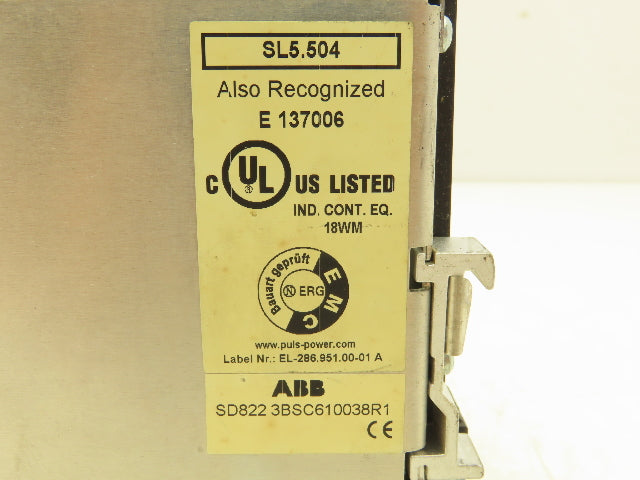 SL5.504
Also Recognized
E 137006
C UL ® US LISTED
IND. CONT. EQ.
18WM
Bauart geprüft EMC
N ERG
www.puls-power.com
Label Nr.: EL-286.951.00-01 A
ABB
SD822 3BSC610038R1
CE